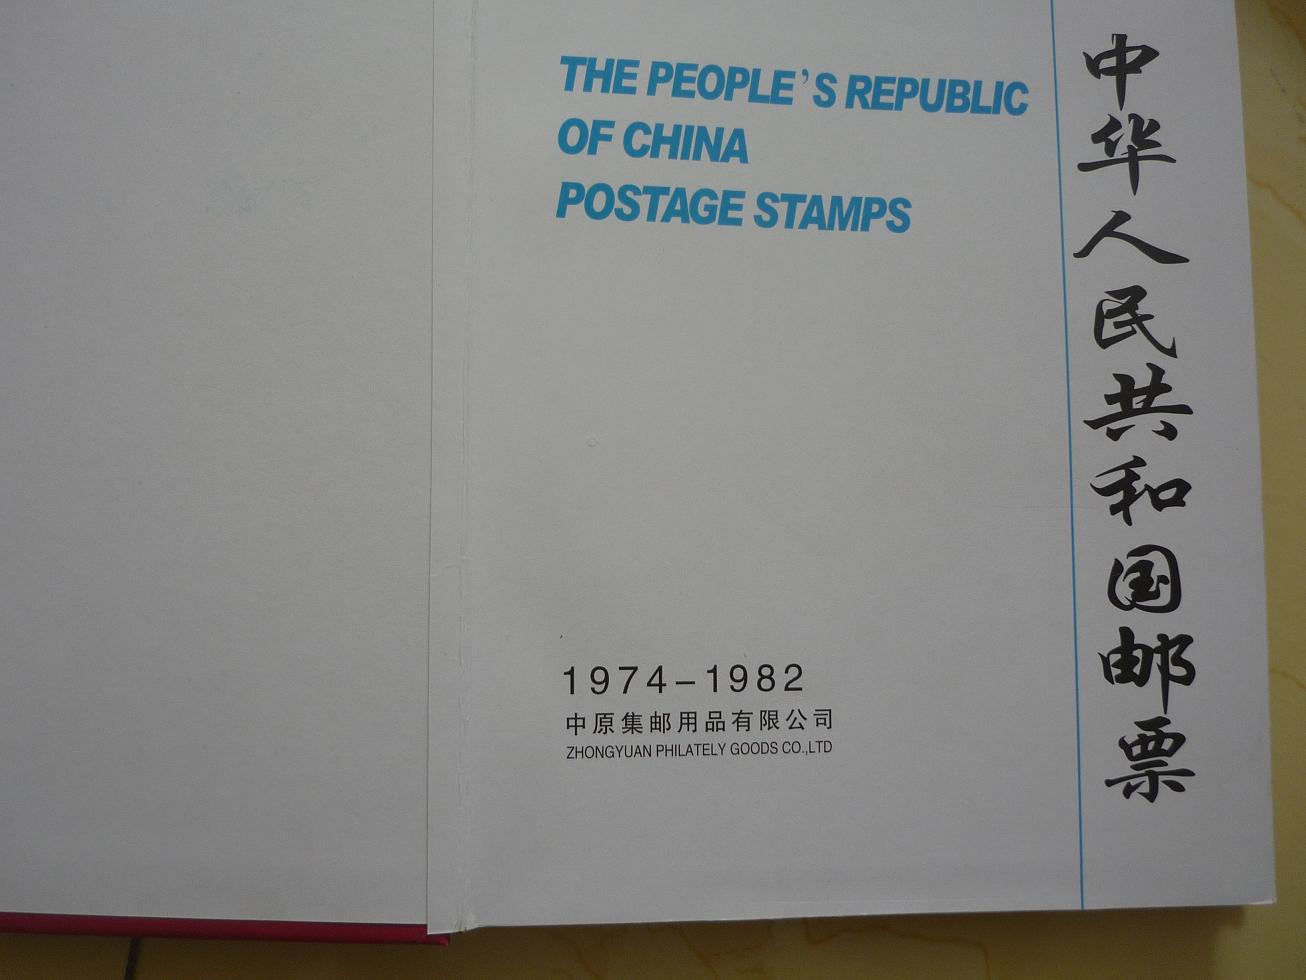 THE PEOPLE'S REPUBLIC
OF CHINA
POSTAGE STAMPS
中华人民共和国邮票
1974-1982
中原集邮用品有限公司
ZHONGYUAN PHILATELY GOODS CO.,LTD